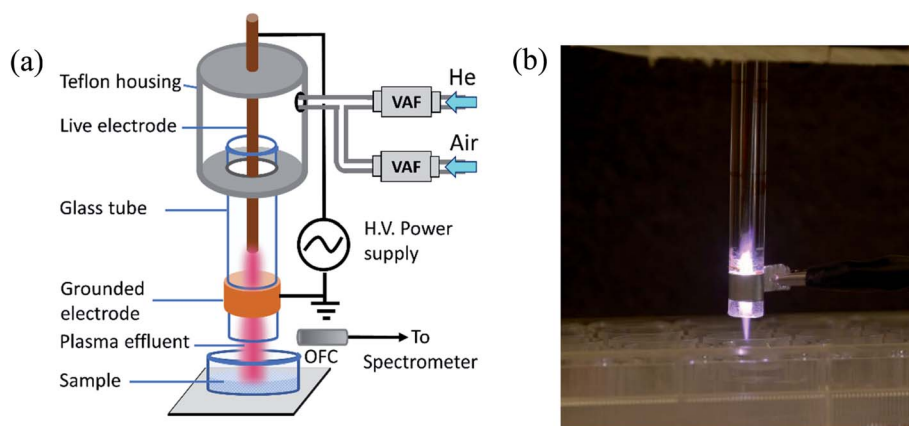 (a)
Teflon housing
Live electrode
Glass tube
Grounded
electrode
Plasma effluent
Sample
He
VAF
Air
VAF
H.V. Power
supply
OFC
To
Spectrometer
(b)